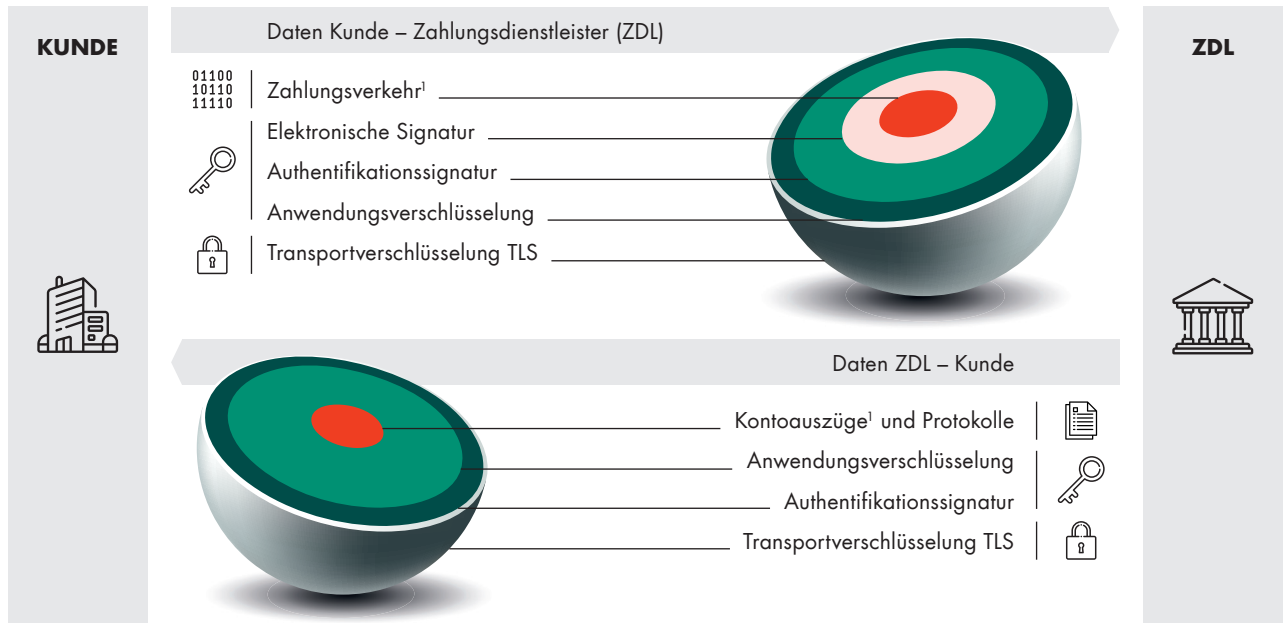 KUNDE
Daten Kunde – Zahlungsdienstleister (ZDL)
ZDL
01100
10110
11110
Zahlungsverkehr¹
Elektronische Signatur
Authentifikationssignatur
Anwendungsverschlüsselung
Transportverschlüsselung TLS
Daten ZDL – Kunde
Kontoauszüge¹ und Protokolle
Anwendungsverschlüsselung
Authentifikationssignatur
Transportverschlüsselung TLS